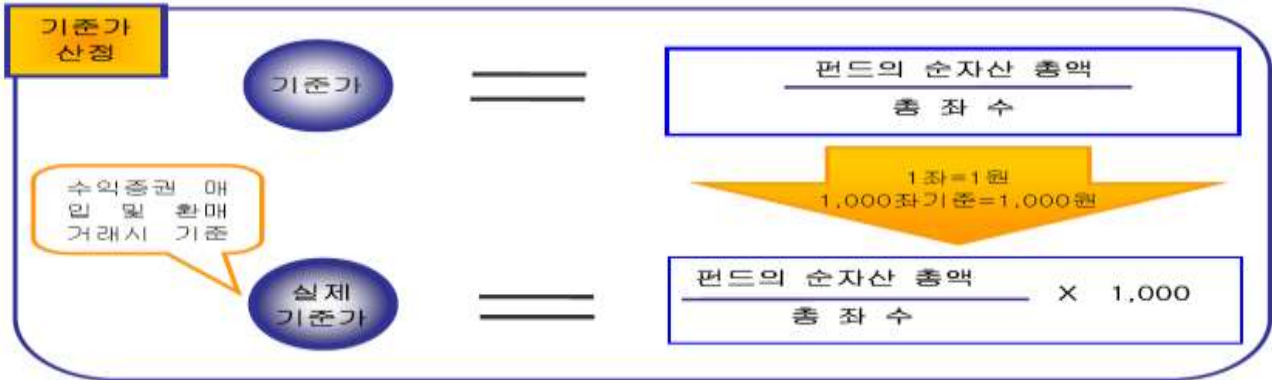 기준가
산정
기준가
펀드의 순자산 총액
총 좌 수
1좌=1원
1,000좌기준=1,000원
수익증권 매
입 및 환매
거래시 기준
실제
기준가
펀드의 순자산 총액
총 좌 수
X 1,000